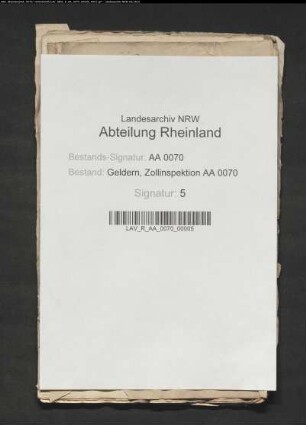 Landesarchiv NRW
Abteilung Rheinland
Bestands-Signatur: AA 0070
Bestand: Geldern, Zollinspektion AA 0070
Signatur: 5
LAV_R_AA_0070_00005